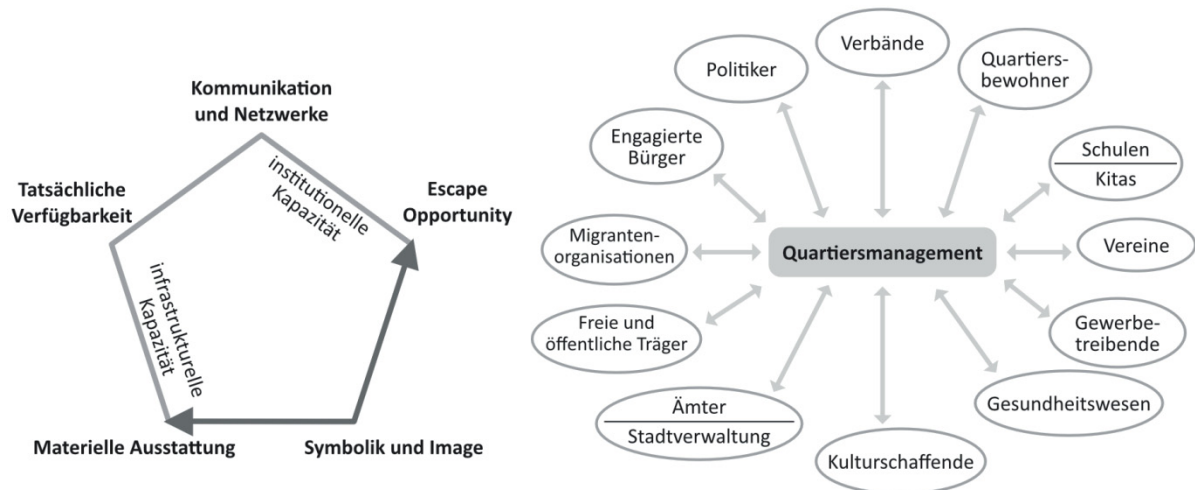 Kommunikation
und Netzwerke
Tatsächliche
Verfügbarkeit
institutionelle
Kapazität
Escape
Opportunity
infrastrukturelle
Kapazität
Materielle Ausstattung
Symbolik und Image
Verbände
Politiker
Quartiers-
bewohner
Engagierte
Bürger
Schulen
Kitas
Migranten-
organisationen
Quartiersmanagement
Vereine
Freie und
öffentliche Träger
Gewerbe-
treibende
Ämter
Stadtverwaltung
Gesundheitswesen
Kulturschaffende